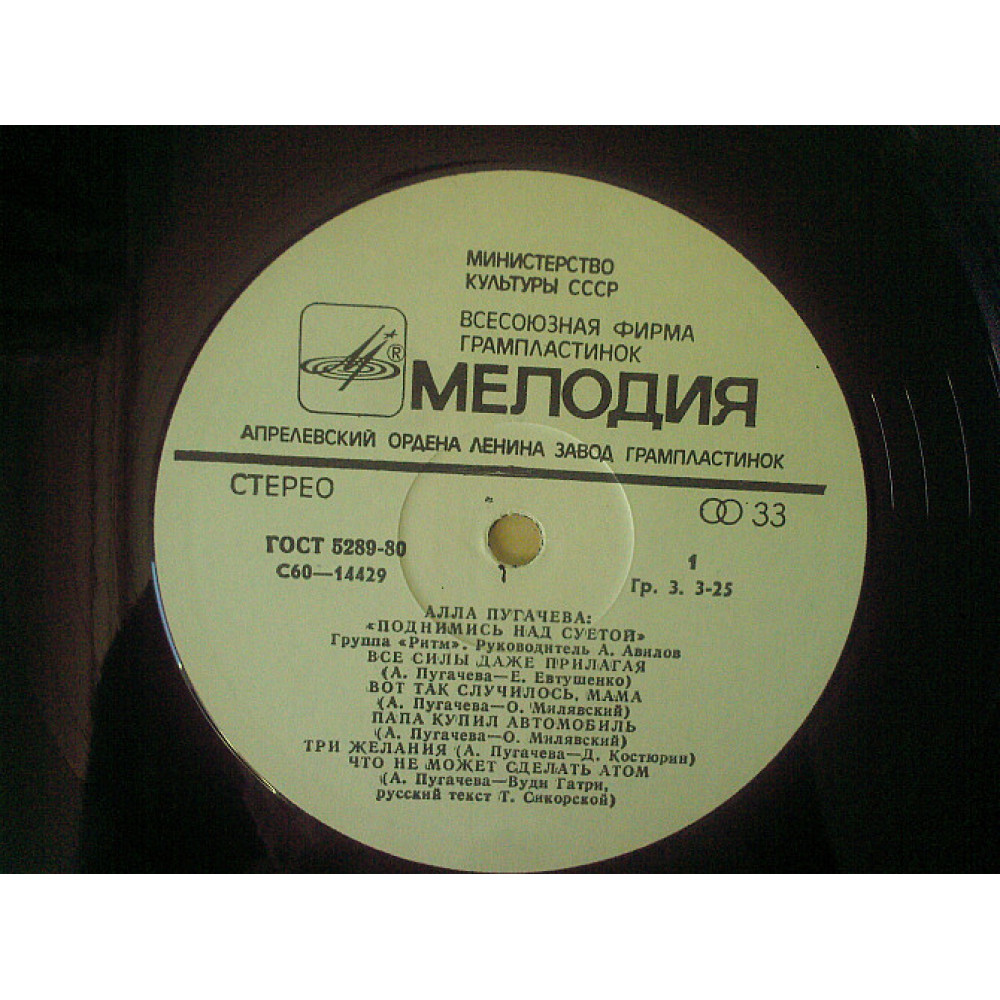 МИНИСТЕРСТВО
КУЛЬТУРЫ СССР
ВСЕСОЮЗНАЯ ФИРМА
ГРАМПЛАСТИНОК
®
МЕЛОДИЯ
АПРЕЛЕВСКИЙ ОРДЕНА ЛЕНИНА ЗАВОД ГРАМПЛАСТИНОК
СТЕРЕО
33
ГОСТ 5289-80
С60—14429
1
Гр. 3. 3-25
АЛЛА ПУГАЧЕВА:
«ПОДНИМИСЬ НАД СУЕТОЙ»
Группа «Ритм». Руководитель А. Авилов
ВСЕ СИЛЫ ДАЖЕ ПРИЛАГАЯ
(А. Пугачева—Е. Евтушенко)
ВОТ ТАК СЛУЧИЛОСЬ, МАМА
(А. Пугачева—О. Милявский)
ПАПА КУПИЛ АВТОМОБИЛЬ
(А. Пугачева—О. Милявский)
ТРИ ЖЕЛАНИЯ (А. Пугачева—Д. Костюрин)
ЧТО НЕ МОЖЕТ СДЕЛАТЬ АТОМ
(А. Пугачева—Вуди Гатри,
русский текст Т. Сикорской)